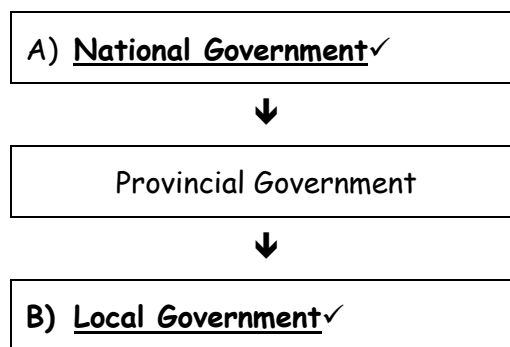 A) National Government✓
Provincial Government
B) Local Government✓